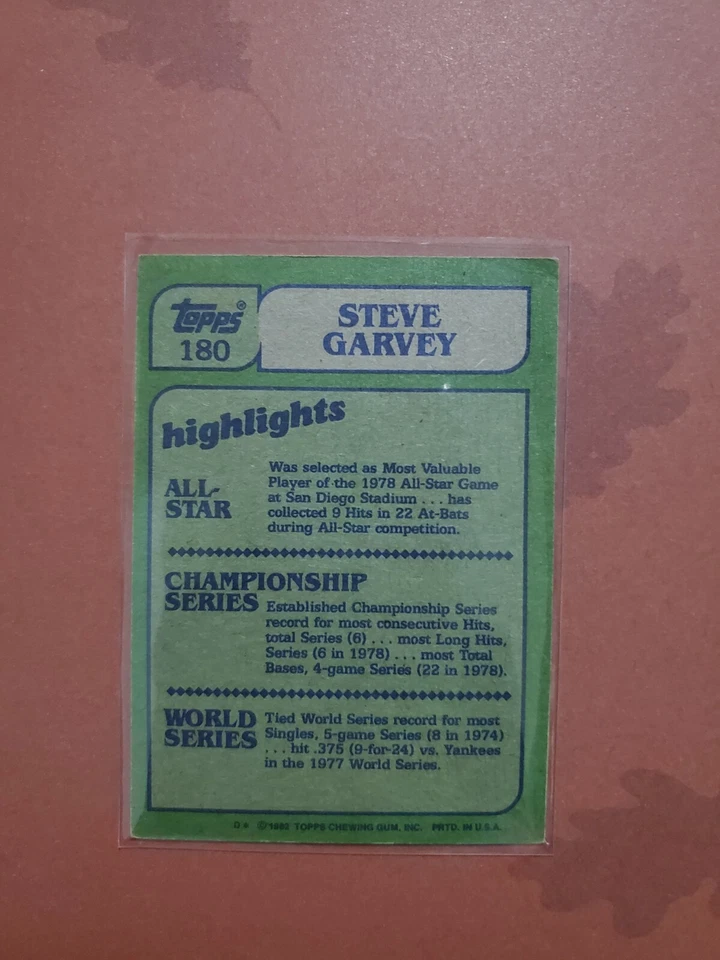 Topps®
180
STEVE
GARVEY
highlights
ALL-
STAR
Was selected as Most Valuable
Player of the 1978 All-Star Game
at San Diego Stadium . . . has
collected 9 Hits in 22 At-Bats
during All-Star competition.
CHAMPIONSHIP
SERIES
Established Championship Series
record for most consecutive Hits,
total Series (6) . . . most Long Hits,
Series (6 in 1978) . . . most Total
Bases, 4-game Series (22 in 1978).
WORLD
SERIES
Tied World Series record for most
Singles, 5-game Series (8 in 1974)
. . . hit .375 (9-for-24) vs. Yankees
in the 1977 World Series.
D* ©1982 TOPPS CHEWING GUM, INC. PRTD. IN U.S.A.